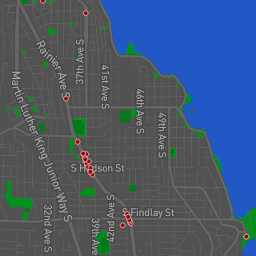 Rainier Ave S
37th Ave S
41st Ave S
46th Ave S
49th Ave S
Martin Luther King Junior Way S
S Hudson St
S Findlay St
32nd Ave S
39th Ave S
42nd Ave S